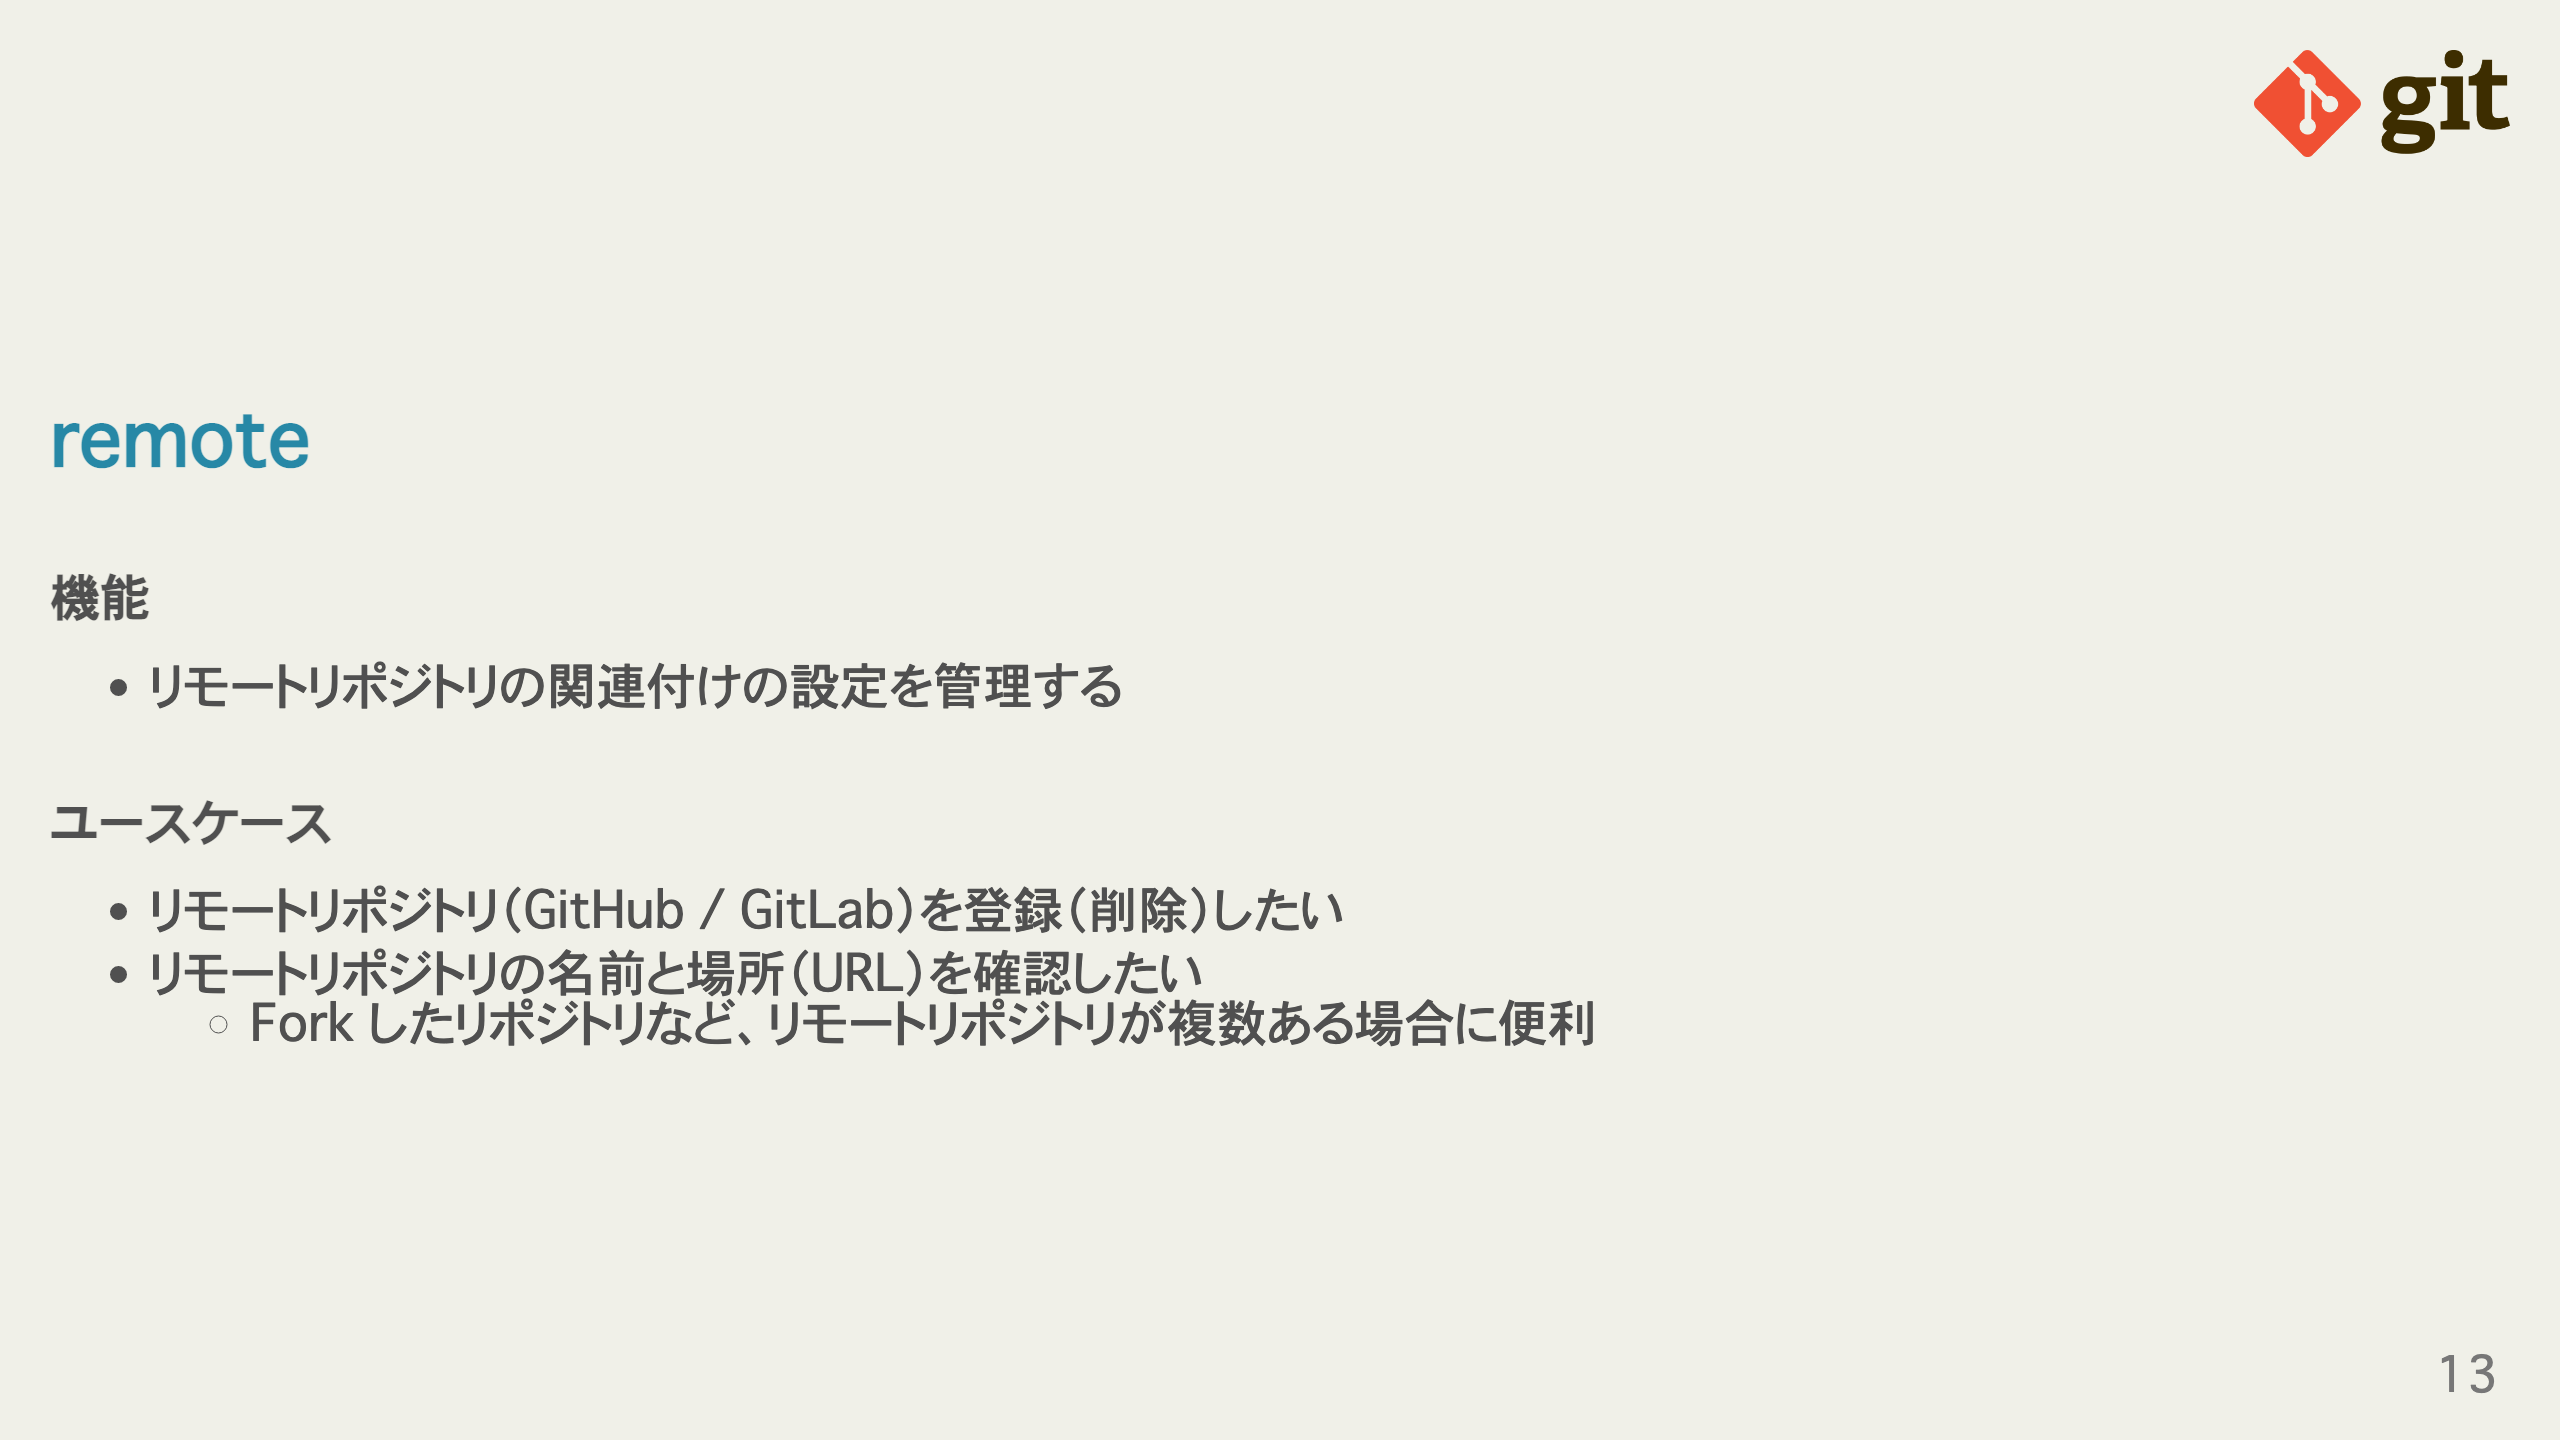 git
remote
機能
リモートリポジトリの関連付けの設定を管理する
ユースケース
リモートリポジトリ（GitHub / GitLab）を登録（削除）したい
リモートリポジトリの名前と場所（URL）を確認したい
Fork したリポジトリなど、リモートリポジトリが複数ある場合に便利
13